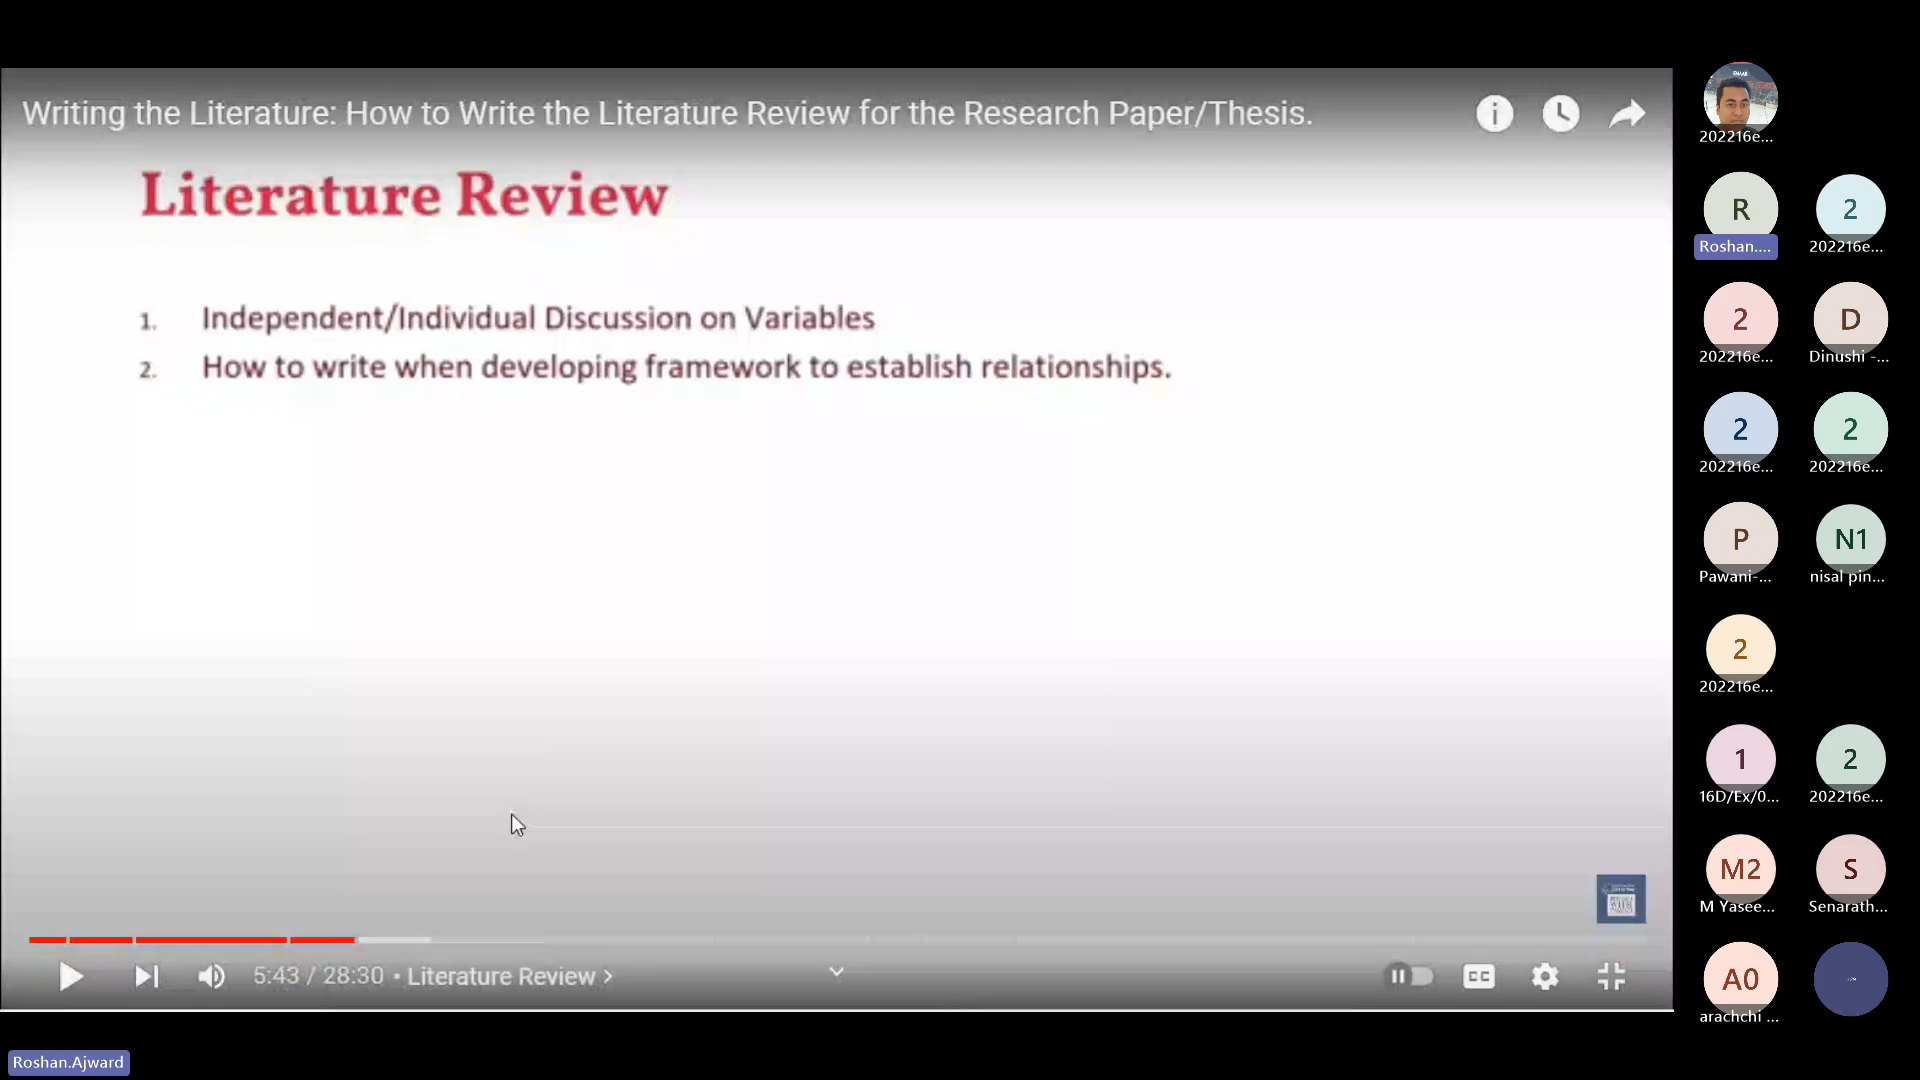 Writing the Literature: How to Write the Literature Review for the Research Paper/Thesis.
Literature Review
1. Independent/Individual Discussion on Variables
2. How to write when developing framework to establish relationships.
5:43 / 28:30 • Literature Review >
CC
Roshan.Ajward
202216e...
R
Roshan....
2
202216e...
2
202216e...
D
Dinushi -...
2
202216e...
2
202216e...
P
Pawani-...
N1
nisal pin...
2
202216e...
1
16D/Ex/0...
2
202216e...
M2
M Yasee...
S
Senarath...
A0
arachchi ...